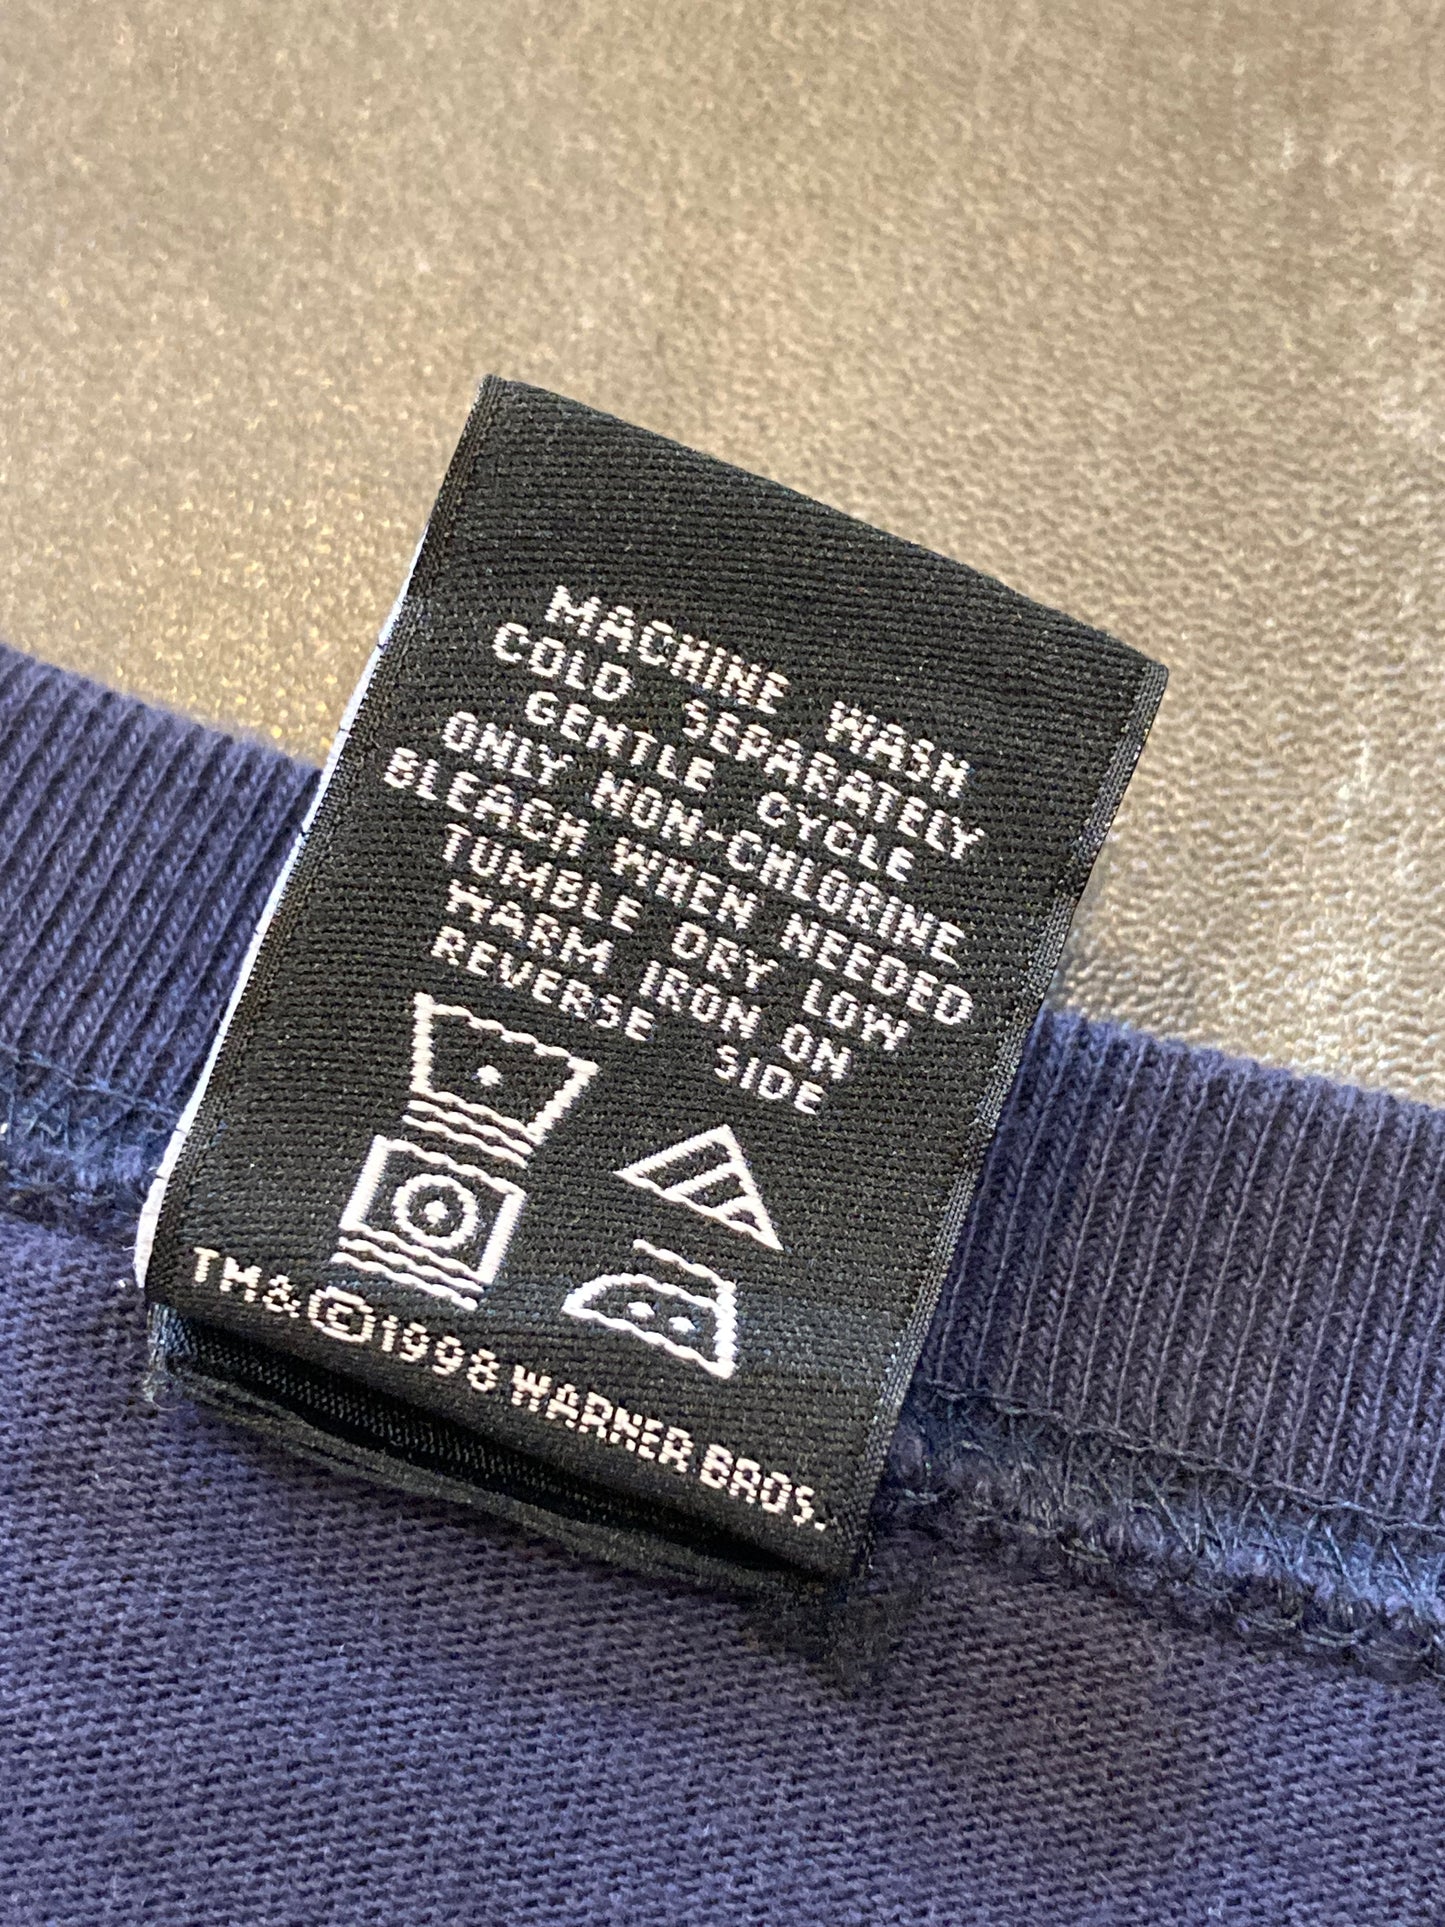 MACHINE WASH
COLD SEPARATELY
GENTLE CYCLE
ONLY NON-CHLORINE
BLEACH WHEN NEEDED
TUMBLE DRY LOW
WARM IRON ON
REVERSE SIDE
TM&©1998 WARNER BROS.